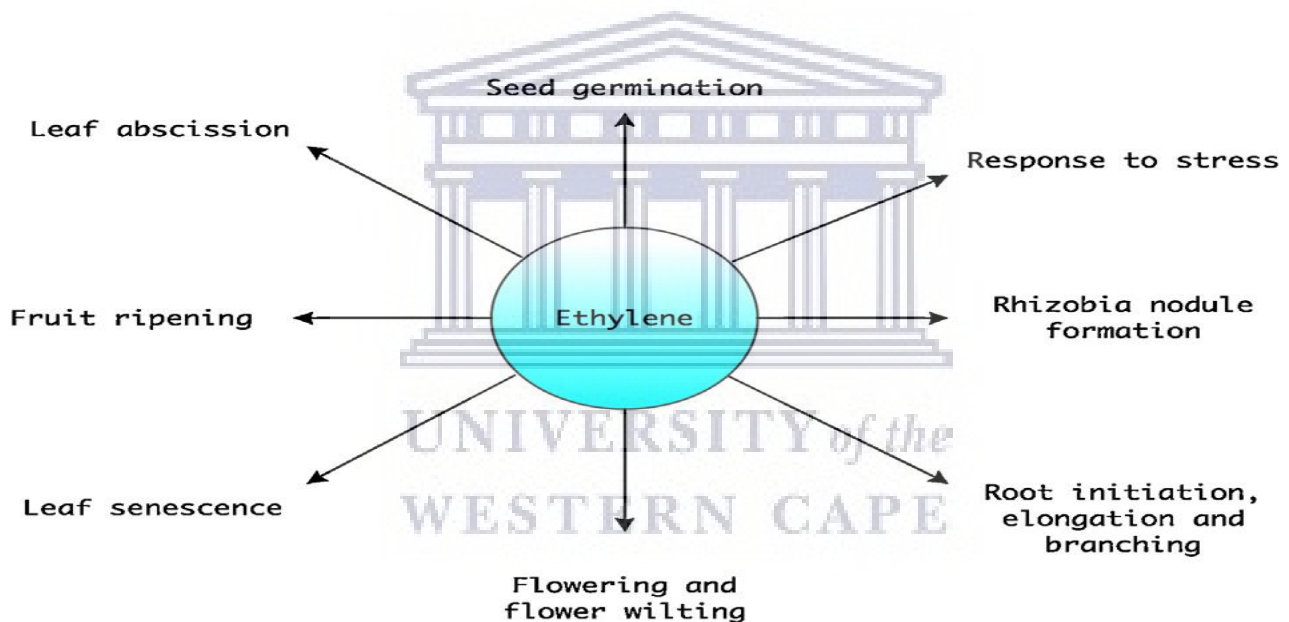 Seed germination
Leaf abscission
Response to stress
Fruit ripening
Ethylene
Rhizobia nodule
formation
UNIVERSITY of the
WESTERN CAPE
Leaf senescence
Root initiation,
elongation and
branching
Flowering and
flower wilting